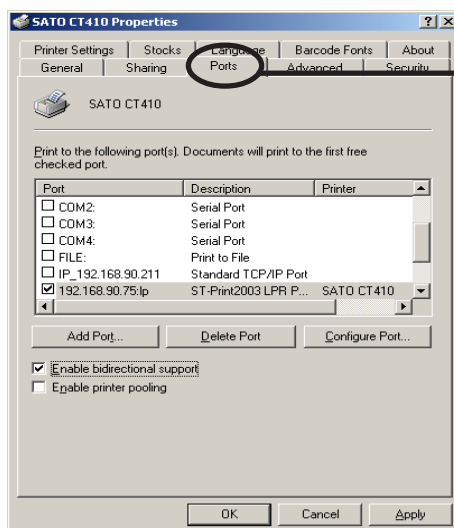 SATO CT410 Properties
Printer Settings Stocks Language Barcode Fonts About
General Sharing Ports Advanced Security
SATO CT410
Print to the following port(s). Documents will print to the first free
checked port.
Port Description Printer
COM2: Serial Port
COM3: Serial Port
COM4: Serial Port
FILE: Print to File
IP_192.168.90.211 Standard TCP/IP Port
192.168.90.75:lp ST-Print2003 LPR P... SATO CT410
Add Port... Delete Port Configure Port...
Enable bidirectional support
Enable printer pooling
OK Cancel Apply